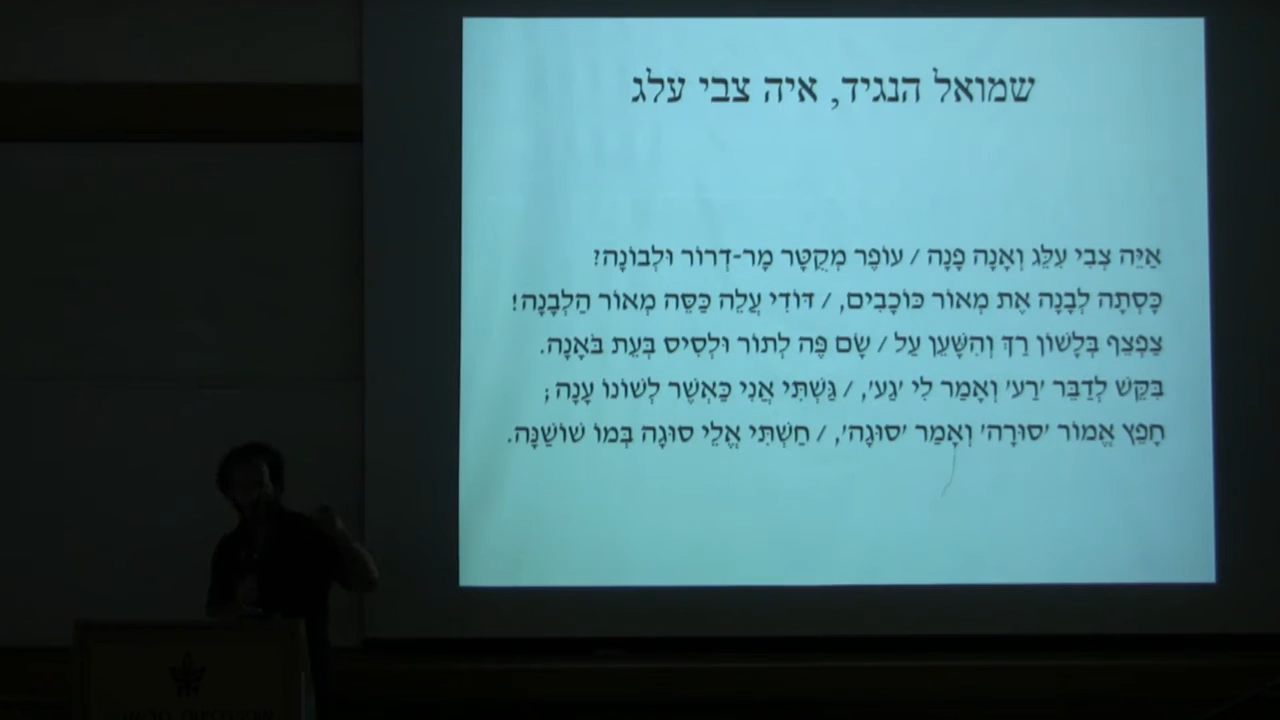 שמואל הנגיד, איה צבי עלג
אַיֵּה צְבִי עִלֵּג וְאָנָה פָנָה / עוֹפֶר מְקֻטָּר מָר-דְרוֹר וּלְבוֹנָה?
כָּסְתָה לְבָנָה אֶת מְאוֹר כּוֹכָבִים, / דּוֹדִי עֲלֵה כַּסֵּה מְאוֹר הַלְּבָנָה!
צַפְצֵף בְּלָשׁוֹן רַךְ וְהִשָּׁעֵן עַל / שָׂם פֶּה לְתוֹר וּלְסִיס בְּעֵת בֹּאָנָה.
בִּקֵּשׁ לְדַבֵּר 'רַע' וְאָמַר לִי 'גַּע', / גַּשְׁתִּי אֲנִי כַּאְשֶׁר לְשׁוֹנוֹ עָנָה;
חָפֵץ אֱמוֹר 'סוּרָה' וְאָמַר 'סוּגָה', / חַשְׁתִּי אֱלֵי סוּגָה בְּמוֹ שׁוֹשַׁנָּה.